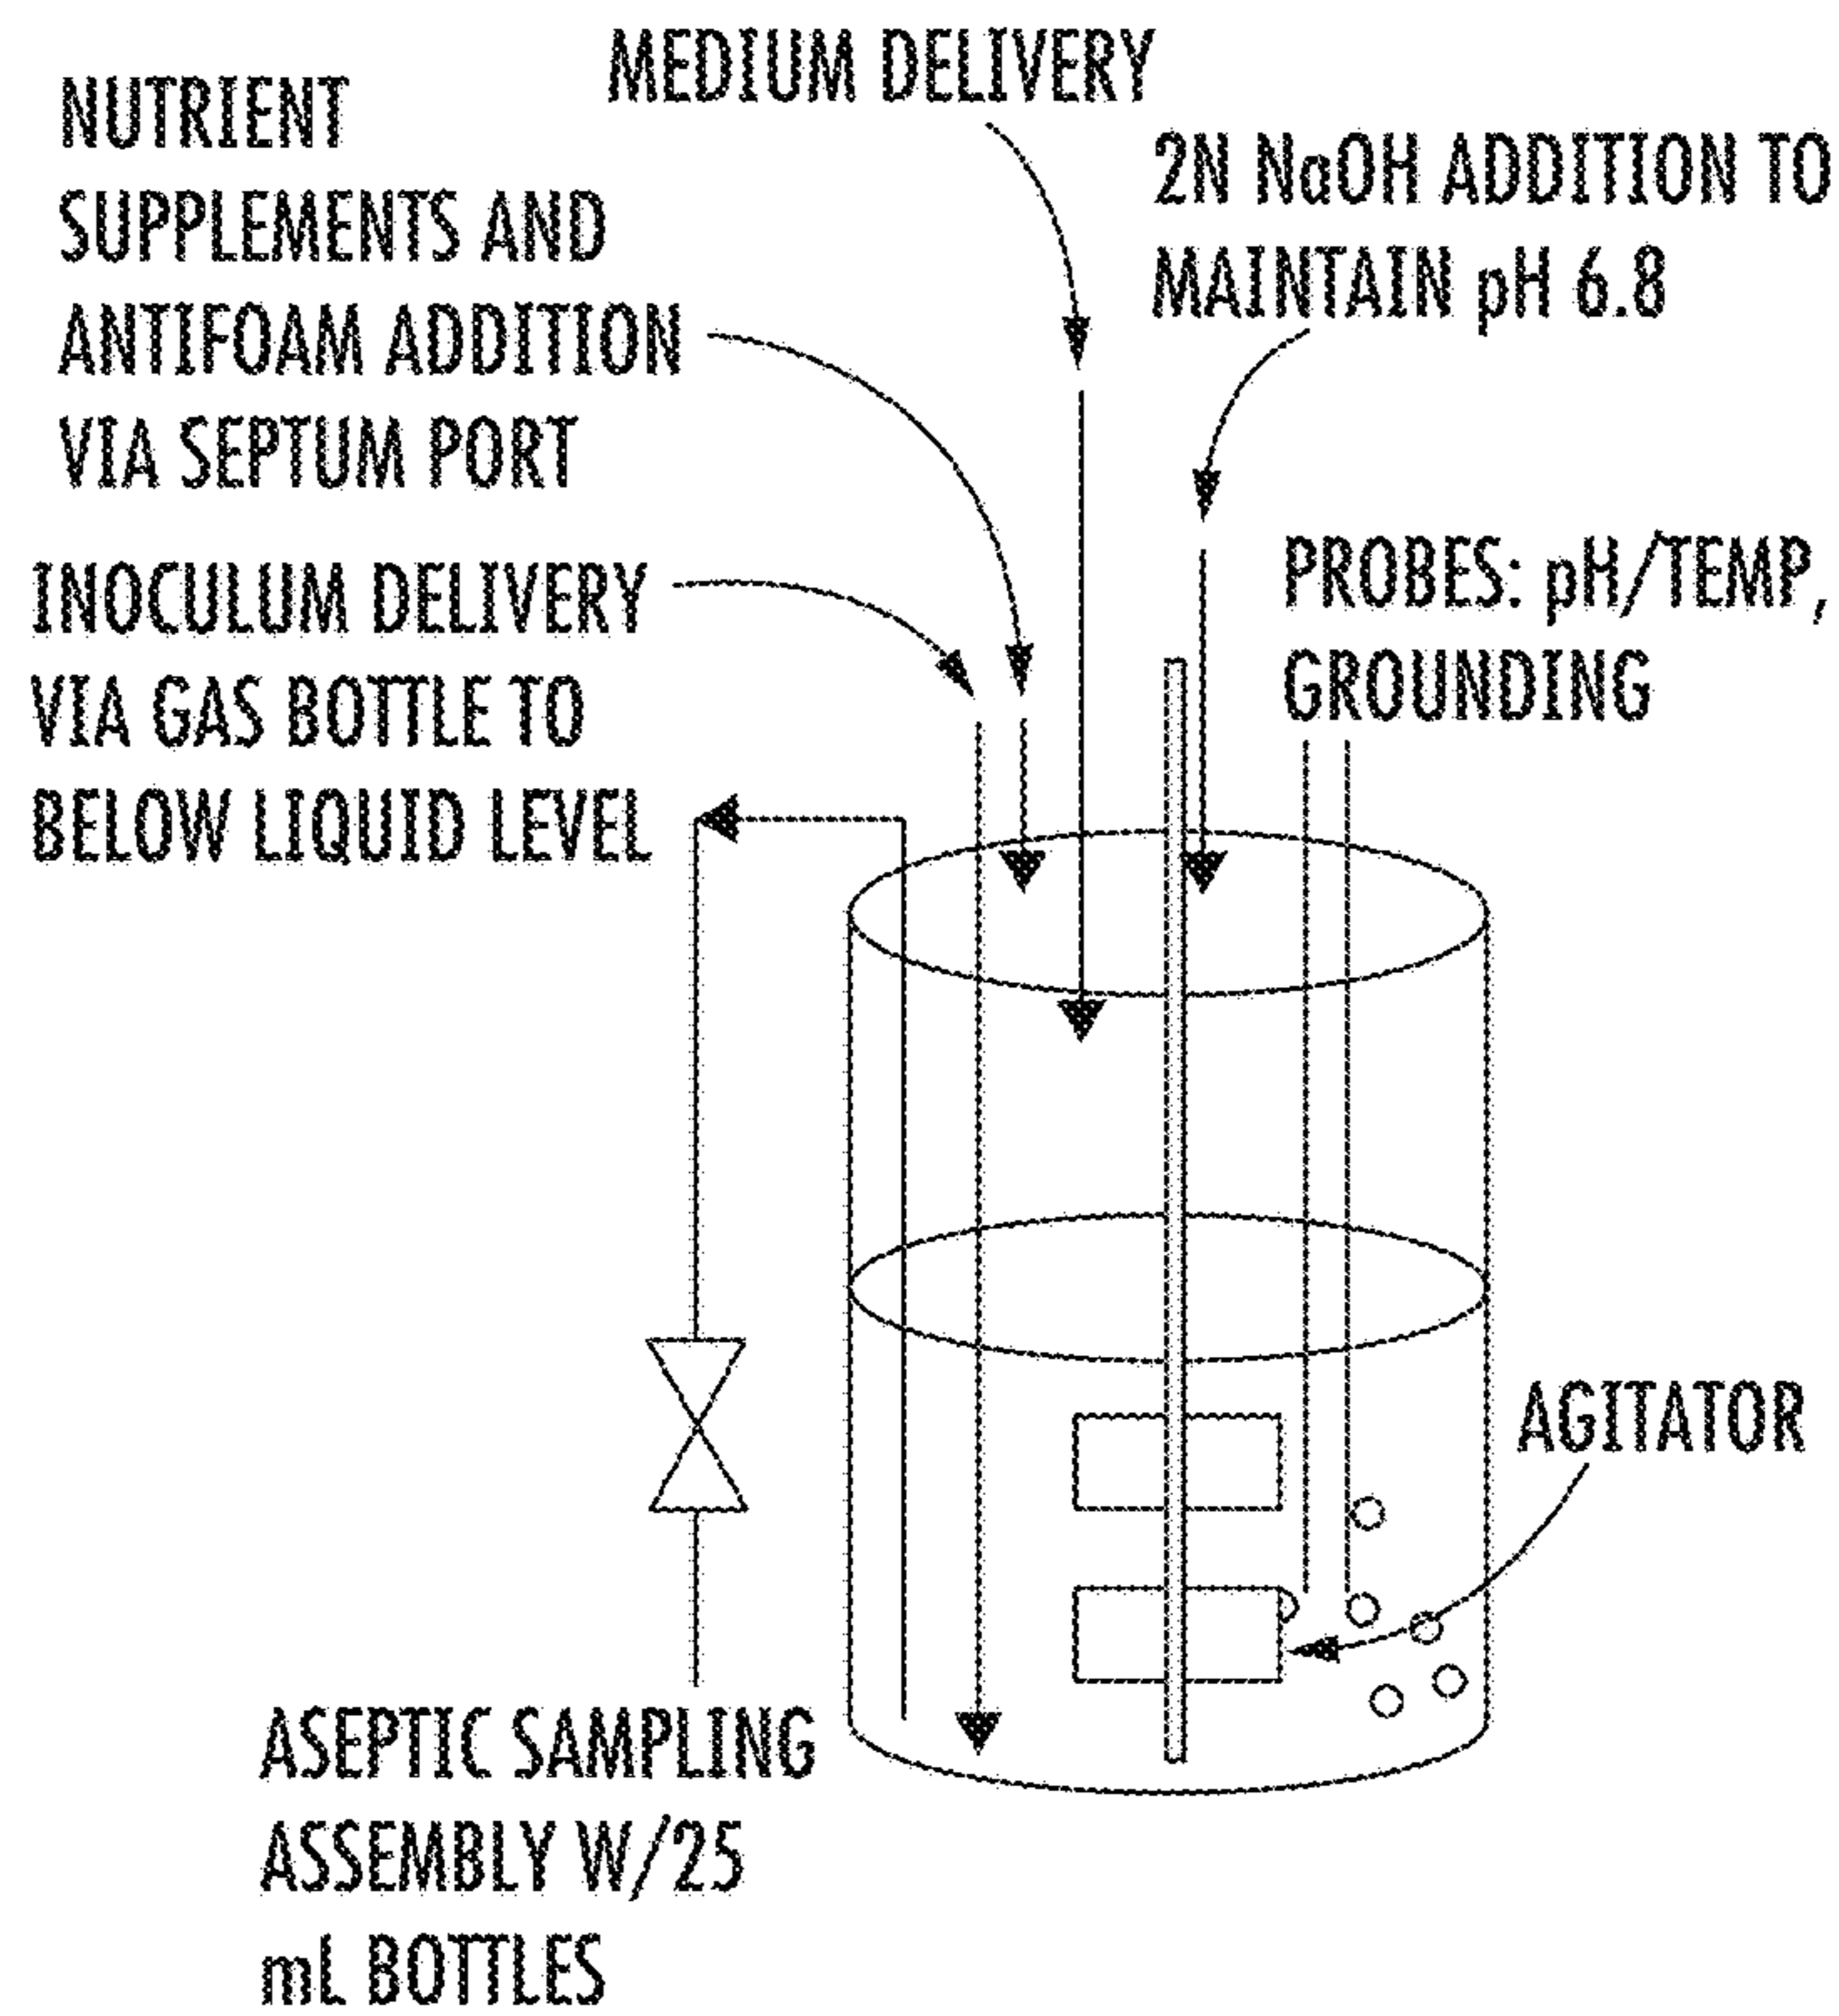 MEDIUM DELIVERY
NUTRIENT
SUPPLEMENTS AND
ANTIFOAM ADDITION
VIA SEPTUM PORT
2N NaOH ADDITION TO
MAINTAIN pH 6.8
INOCULUM DELIVERY
VIA GAS BOTTLE TO
BELOW LIQUID LEVEL
PROBES: pH/TEMP,
GROUNDING
AGITATOR
ASEPTIC SAMPLING
ASSEMBLY W/25
mL BOTTLES